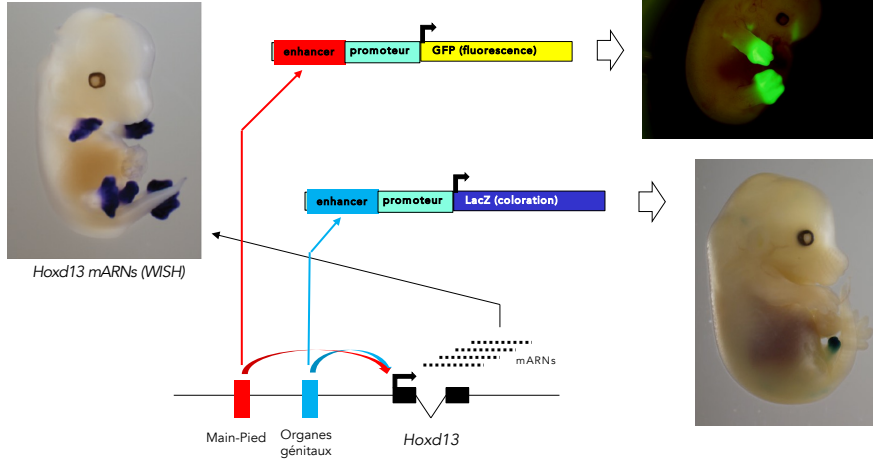 enhancer promoteur GFP (fluorescence)
enhancer promoteur LacZ (coloration)
Hoxd13 mARNs (WISH)
mARNs
Main-Pied
Organes
génitaux
Hoxd13